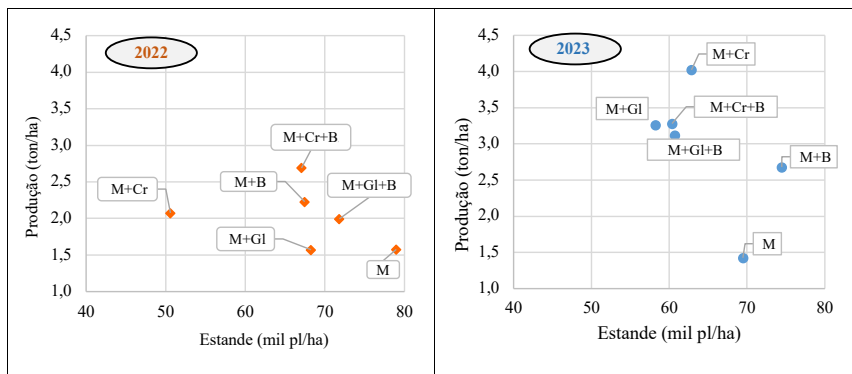 2022
4,5
4,0
3,5
3,0
2,5
2,0
1,5
1,0
Produção (ton/ha)
M+Cr+B
M+Cr
M+B
M+Gl+B
M+Gl
M
40
50
60
70
80
Estande (mil pl/ha)
2023
4,5
4,0
3,5
3,0
2,5
2,0
1,5
1,0
Produção (ton/ha)
M+Cr
M+Gl
M+Cr+B
M+Gl+B
M+B
M
40
50
60
70
80
Estande (mil pl/ha)